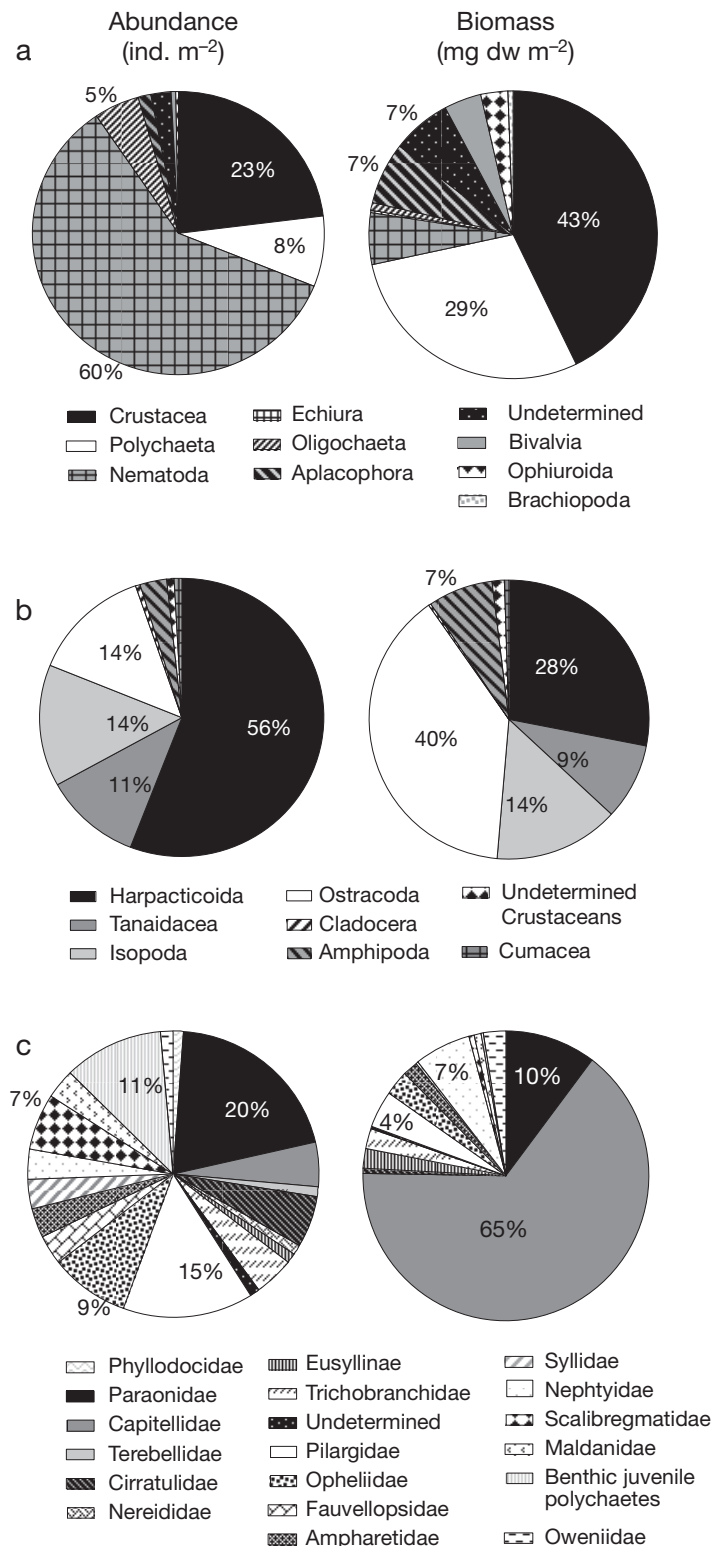 Abundance
(ind. m–2)
Biomass
(mg dw m–2)
a
5%
23%
8%
60%
7%
7%
43%
29%
Crustacea
Polychaeta
Nematoda
Echiura
Oligochaeta
Aplacophora
Undetermined
Bivalvia
Ophiuroida
Brachiopoda
b
14%
14%
11%
56%
7%
28%
9%
14%
40%
Harpacticoida
Tanaidacea
Isopoda
Ostracoda
Cladocera
Amphipoda
Undetermined
Crustaceans
Cumacea
c
11%
20%
7%
15%
9%
7%
10%
4%
65%
Phyllodocidae
Paraonidae
Capitellidae
Terebellidae
Cirratulidae
Nereididae
Eusyllinae
Trichobranchidae
Undetermined
Pilargidae
Opheliidae
Fauvellopsidae
Ampharetidae
Syllidae
Nephtyidae
Scalibregmatidae
Maldanidae
Benthic juvenile
polychaetes
Oweniidae